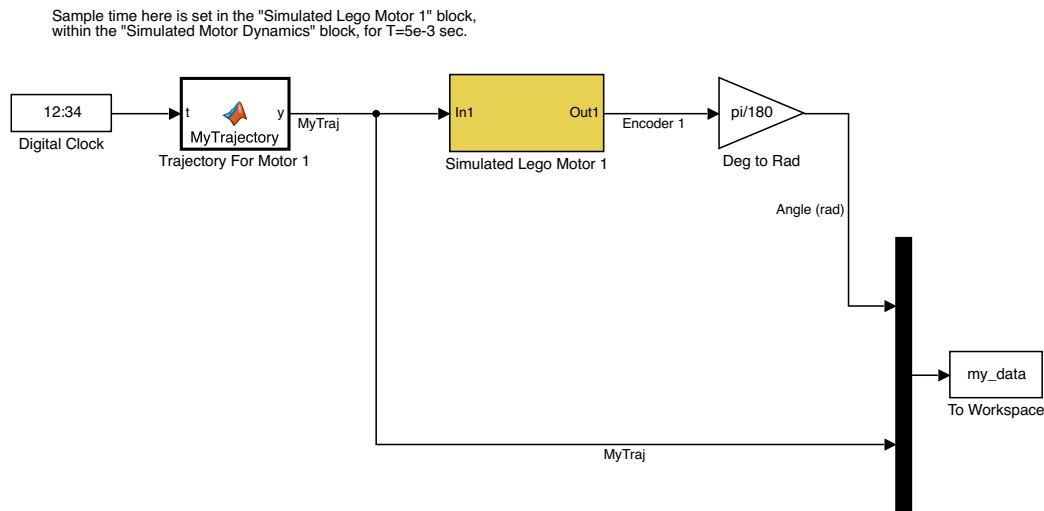 Sample time here is set in the "Simulated Lego Motor 1" block,
within the "Simulated Motor Dynamics" block, for T=5e-3 sec.
12:34
Digital Clock
t
y
MyTrajectory
Trajectory For Motor 1
MyTraj
In1
Out1
Simulated Lego Motor 1
Encoder 1
pi/180
Deg to Rad
Angle (rad)
my_data
To Workspace
MyTraj